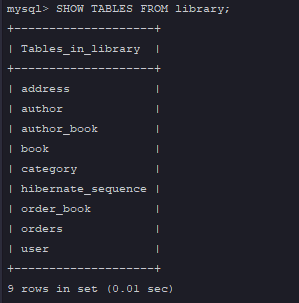 mysql> SHOW TABLES FROM library;
+--------------------+
| Tables_in_library  |
+--------------------+
| address            |
| author             |
| author_book        |
| book               |
| category           |
| hibernate_sequence |
| order_book         |
| orders             |
| user               |
+--------------------+
9 rows in set (0.01 sec)